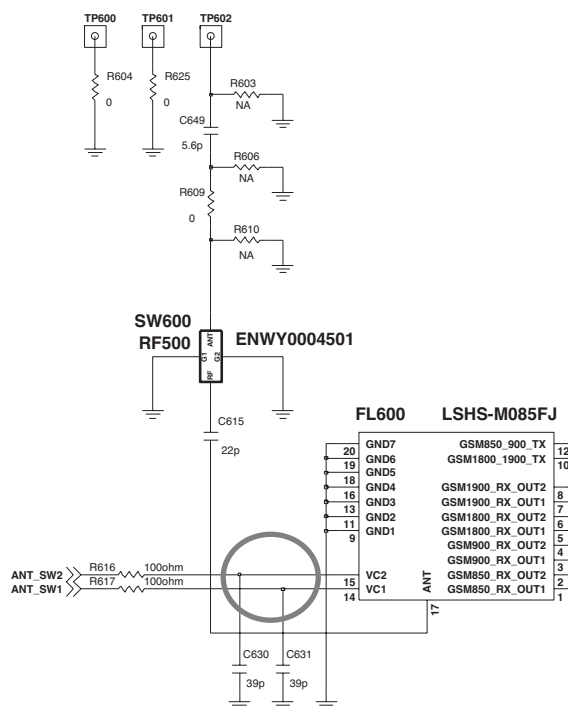 TP600 TP601 TP602
R604
0
R625
0
R603
NA
C649
5.6p
R606
NA
R609
0
R610
NA
SW600
RF500
ENWY0004501
ANT
G1
G2
RF
C615
22p
FL600 LSHS-M085FJ
GND7 GSM850_900_TX
20 12
GND6 GSM1800_1900_TX
19 10
GND5
18
GND4 GSM1900_RX_OUT2
16 8
GND3 GSM1900_RX_OUT1
13 7
GND2 GSM1800_RX_OUT2
11 6
GND1 GSM1800_RX_OUT1
9 5
GSM900_RX_OUT2
4
GSM900_RX_OUT1
3
VC2 GSM850_RX_OUT2
15 2
VC1 GSM850_RX_OUT1
14 1
ANT
17
ANT_SW2 R616 100ohm
ANT_SW1 R617 100ohm
C630
39p
C631
39p